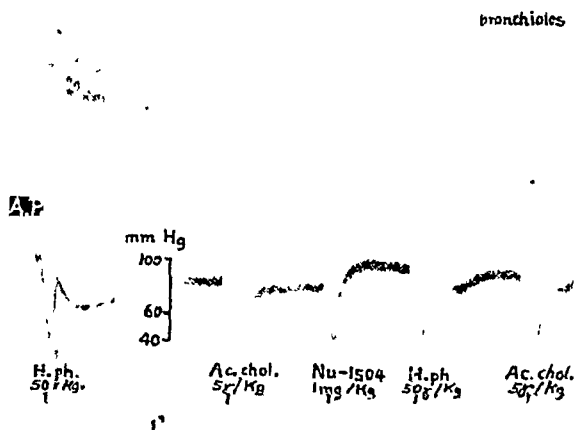 bronchioles
A.P
mm Hg
100
60
40
H.ph. Ac.chol. Nu-1504 H.ph Ac.chol.
50γ/Kg. 5γ/Kg 1mg/Kg 50γ/Kg 5γ/Kg